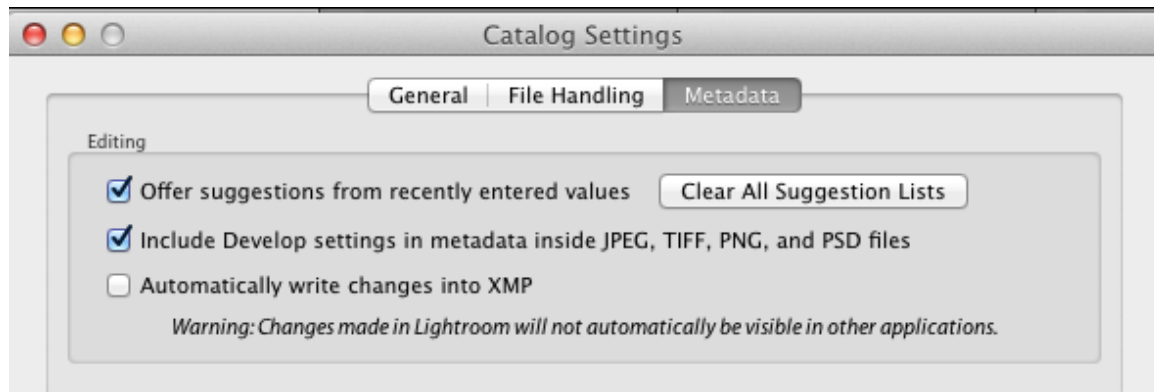 Catalog Settings
General File Handling Metadata
Editing
Offer suggestions from recently entered values Clear All Suggestion Lists
Include Develop settings in metadata inside JPEG, TIFF, PNG, and PSD files
Automatically write changes into XMP
Warning: Changes made in Lightroom will not automatically be visible in other applications.